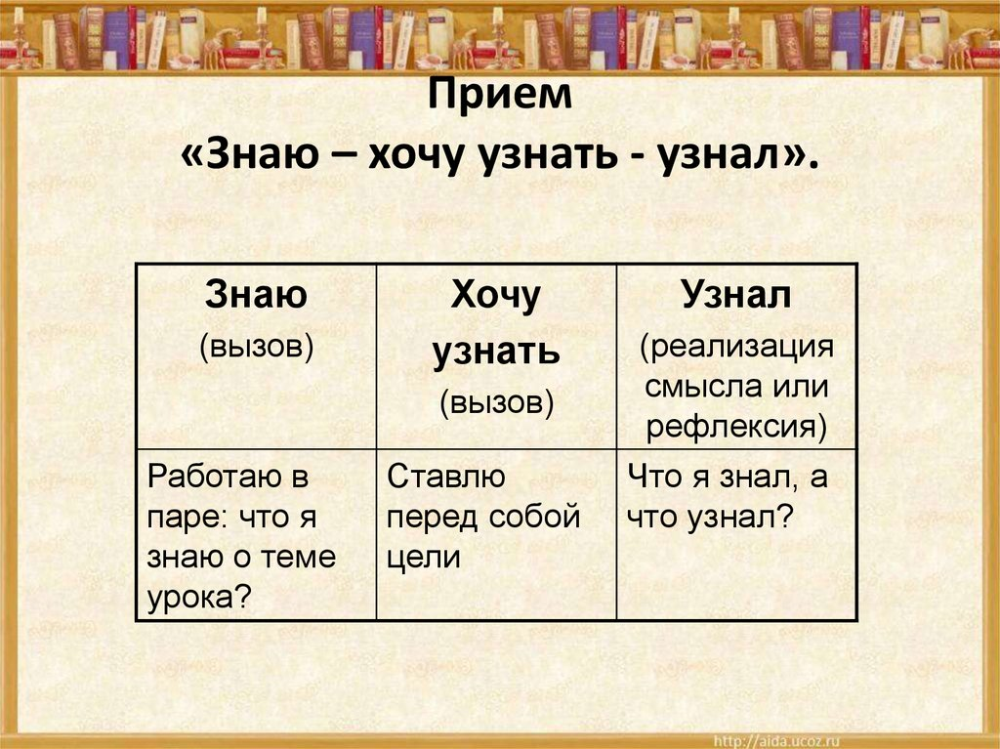 Прием
«Знаю – хочу узнать - узнал».
Знаю
(вызов)
Хочу
узнать
(вызов)
Узнал
(реализация
смысла или
рефлексия)
Работаю в
паре: что я
знаю о теме
урока?
Ставлю
перед собой
цели
Что я знал, а
что узнал?
http://aida.ucoz.ru